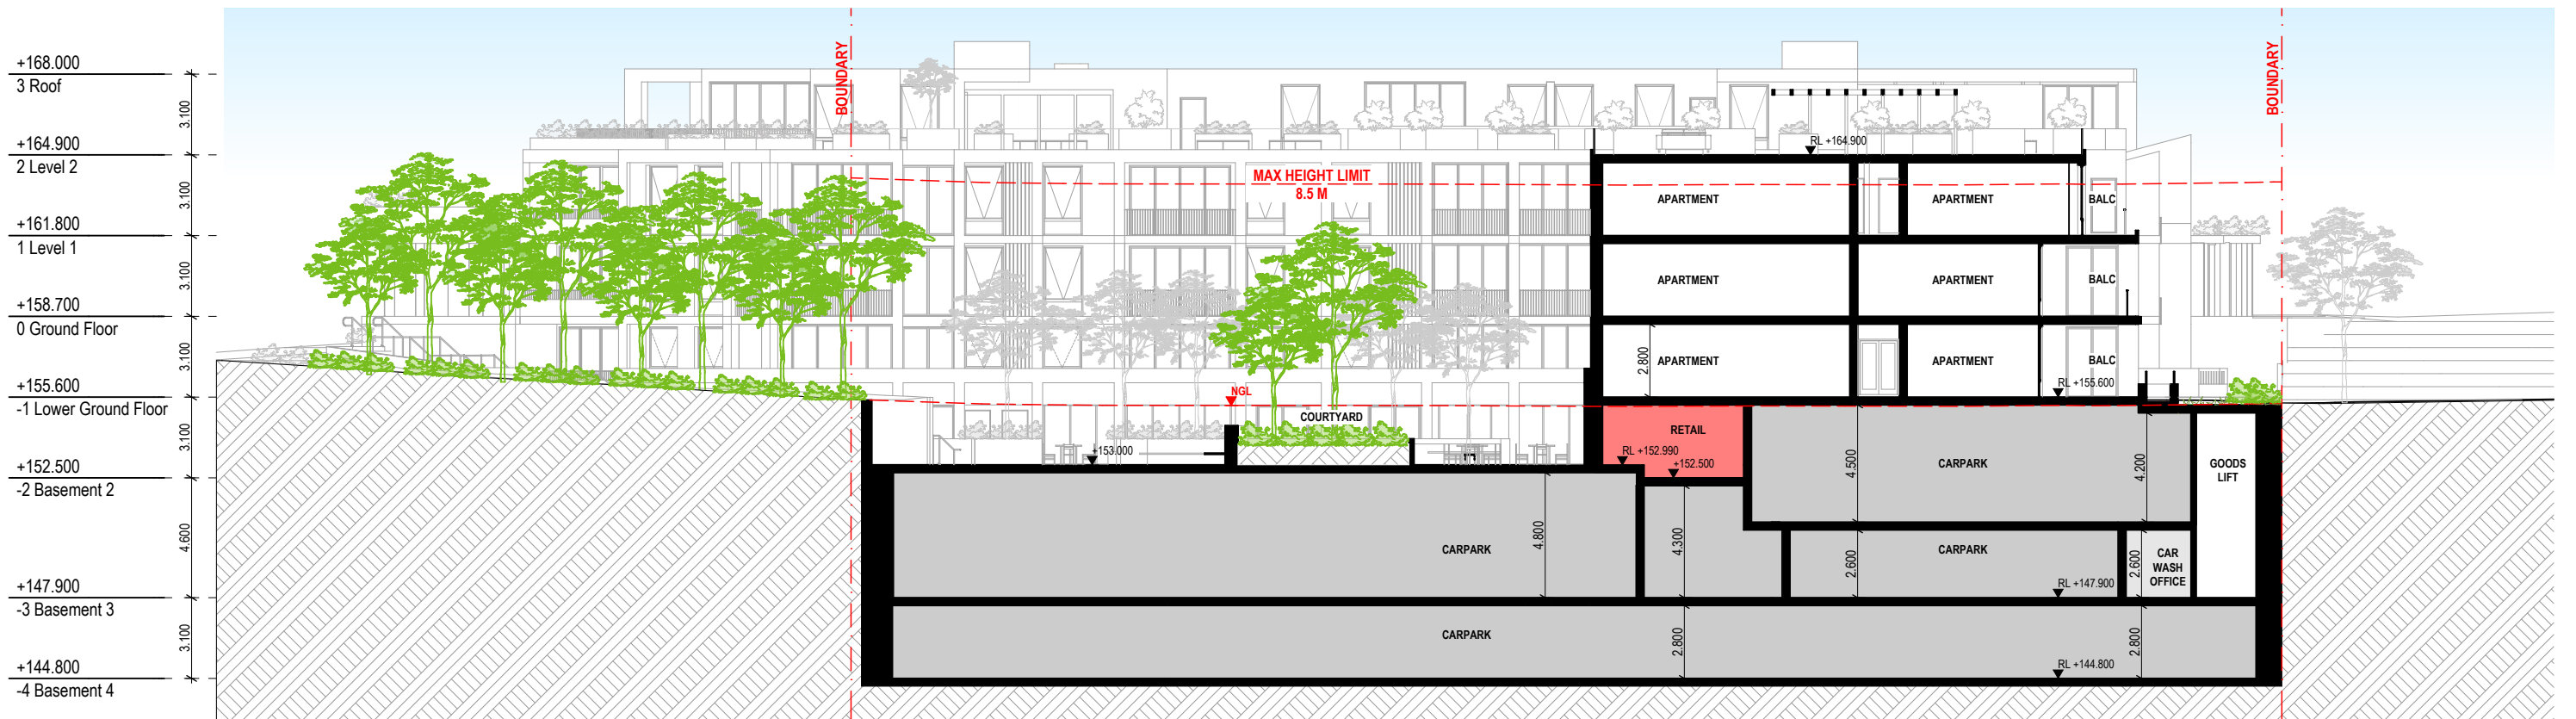 +168.000
3 Roof
3.100
+164.900
2 Level 2
3.100
+161.800
1 Level 1
3.100
+158.700
0 Ground Floor
3.100
+155.600
-1 Lower Ground Floor
3.100
+152.500
-2 Basement 2
4.600
+147.900
-3 Basement 3
3.100
+144.800
-4 Basement 4
BOUNDARY
BOUNDARY
MAX HEIGHT LIMIT
8.5 M
RL +164.900
APARTMENT
APARTMENT
BALC
APARTMENT
APARTMENT
BALC
2.800
APARTMENT
APARTMENT
BALC
RL +155.600
NGL
COURTYARD
+153.000
RETAIL
RL +152.990
+152.500
4.500
CARPARK
4.200
GOODS
LIFT
CARPARK
4.800
4.300
2.600
CARPARK
RL +147.900
2.600
CAR
WASH
OFFICE
CARPARK
2.800
RL +144.800
2.800